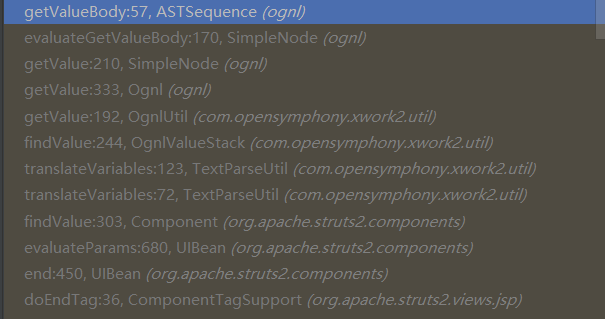 getValueBody:57, ASTSequence (ognl)
evaluateGetValueBody:170, SimpleNode (ognl)
getValue:210, SimpleNode (ognl)
getValue:333, Ognl (ognl)
getValue:192, OgnlUtil (com.opensymphony.xwork2.util)
findValue:244, OgnlValueStack (com.opensymphony.xwork2.util)
translateVariables:123, TextParseUtil (com.opensymphony.xwork2.util)
translateVariables:72, TextParseUtil (com.opensymphony.xwork2.util)
findValue:303, Component (org.apache.struts2.components)
evaluateParams:680, UIBean (org.apache.struts2.components)
end:450, UIBean (org.apache.struts2.components)
doEndTag:36, ComponentTagSupport (org.apache.struts2.views.jsp)